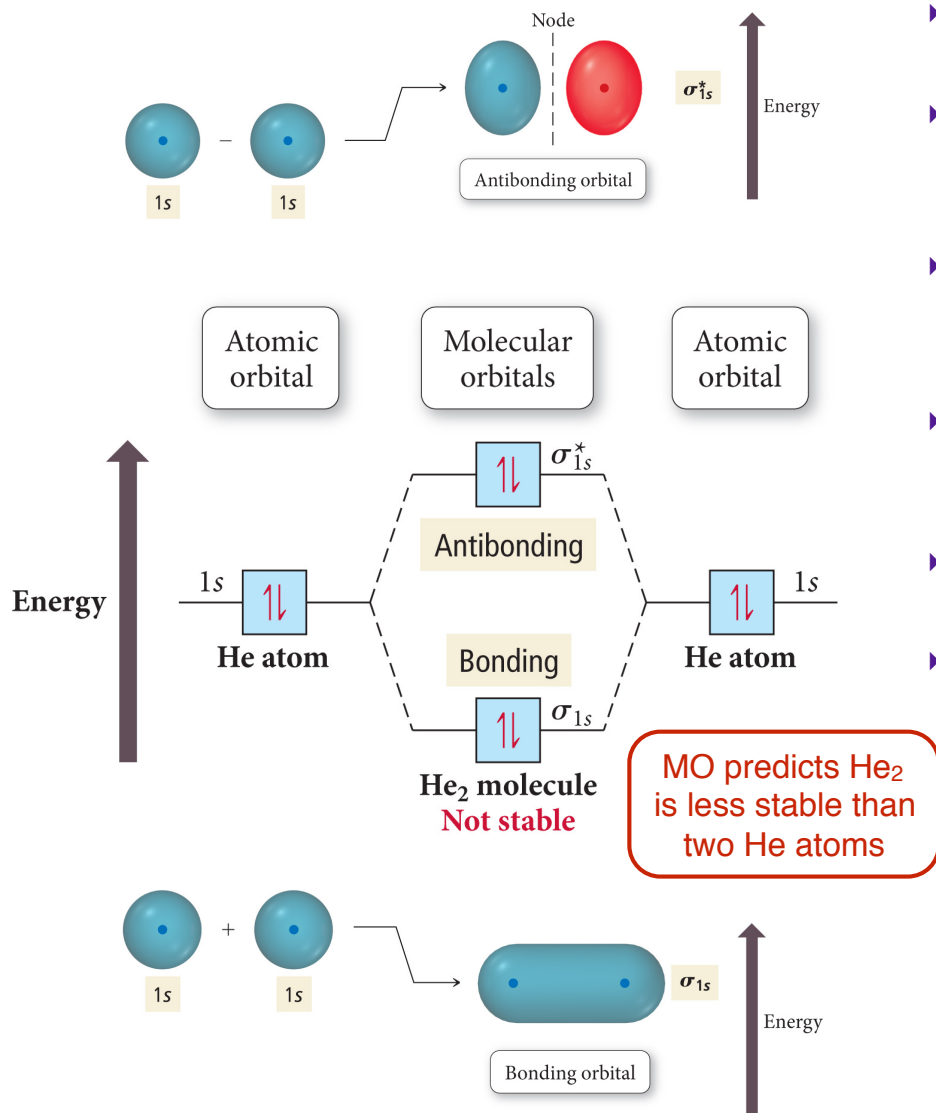 Node
σ*1s
Energy
−
1s
1s
Antibonding orbital
Atomic
orbital
Molecular
orbitals
Atomic
orbital
σ*1s
Antibonding
Energy
1s
1s
He atom
He atom
Bonding
σ1s
He2 molecule
Not stable
MO predicts He2
is less stable than
two He atoms
+
1s
1s
σ1s
Energy
Bonding orbital